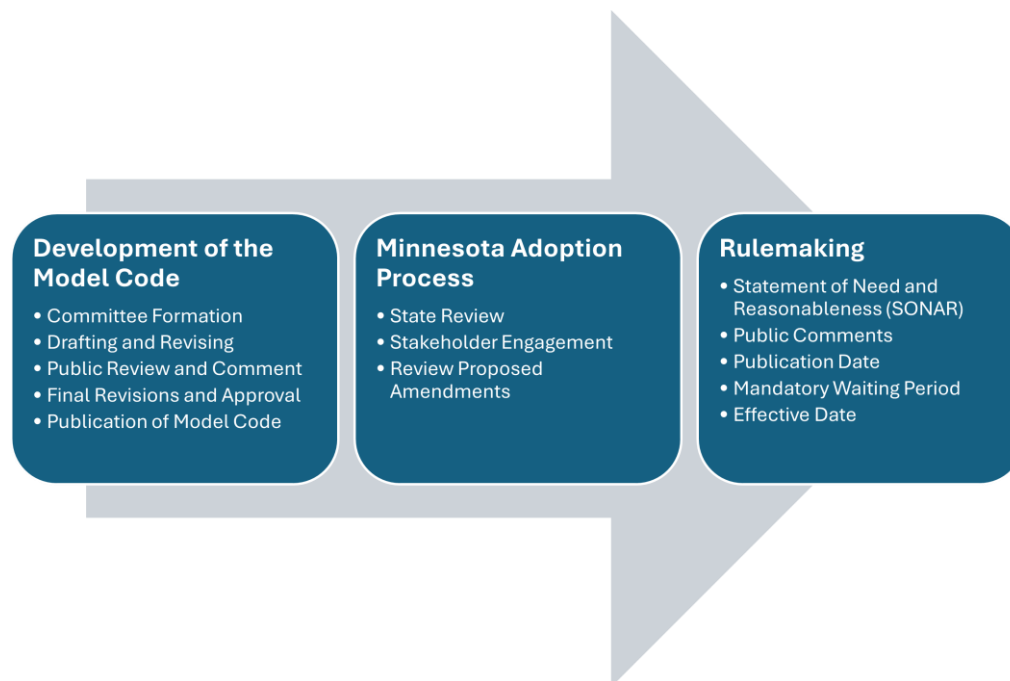 Development of the
Model Code
• Committee Formation
• Drafting and Revising
• Public Review and Comment
• Final Revisions and Approval
• Publication of Model Code
Minnesota Adoption
Process
• State Review
• Stakeholder Engagement
• Review Proposed
Amendments
Rulemaking
• Statement of Need and
Reasonableness (SONAR)
• Public Comments
• Publication Date
• Mandatory Waiting Period
• Effective Date